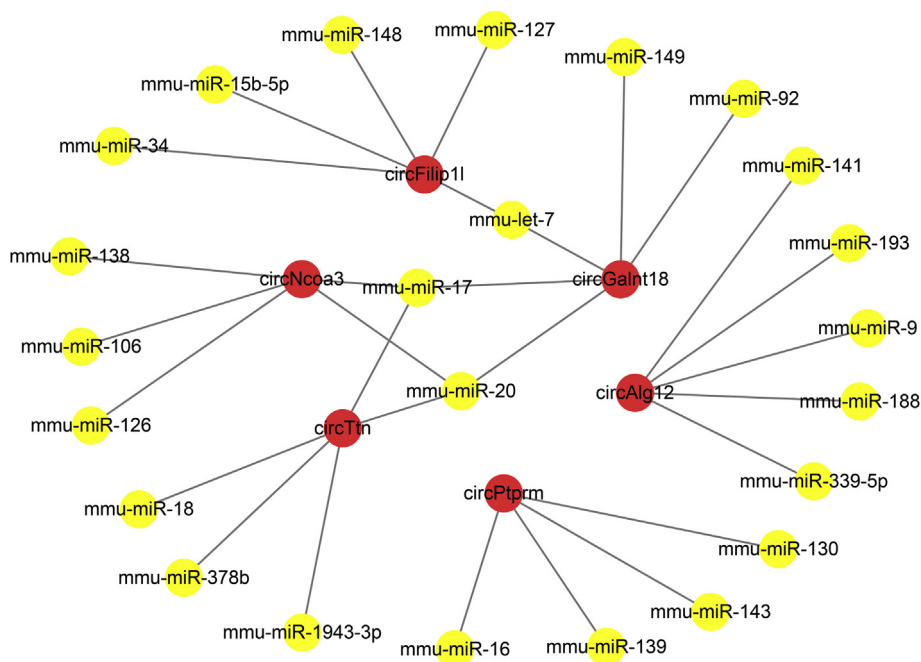 mmu-miR-148
mmu-miR-127
mmu-miR-149
mmu-miR-15b-5p
mmu-miR-92
mmu-miR-34
mmu-miR-141
circFilip1l
mmu-let-7
mmu-miR-193
mmu-miR-138
circNcoa3
mmu-miR-17
circGalnt18
mmu-miR-9
mmu-miR-106
mmu-miR-20
circAlg12
mmu-miR-188
mmu-miR-126
circTtn
mmu-miR-339-5p
circPtprm
mmu-miR-18
mmu-miR-130
mmu-miR-378b
mmu-miR-143
mmu-miR-1943-3p
mmu-miR-16
mmu-miR-139